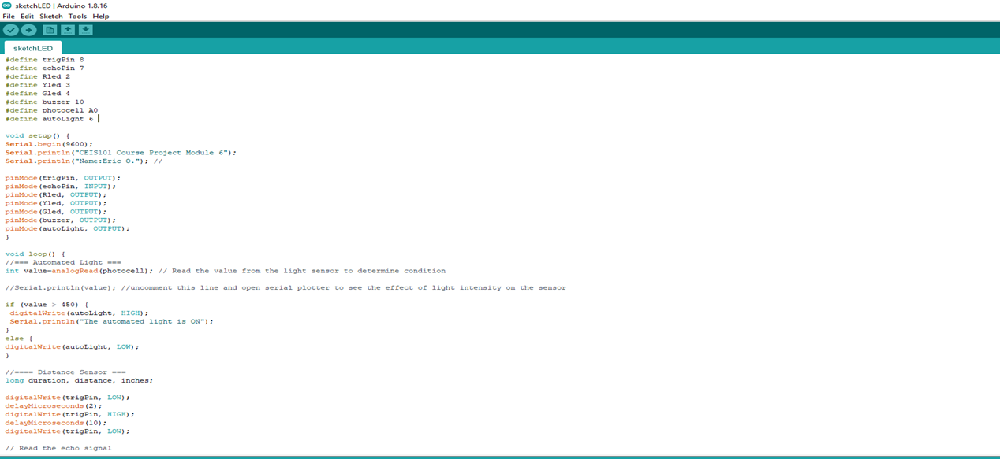 sketchLED | Arduino 1.8.16
File Edit Sketch Tools Help
sketchLED
#define trigPin 8
#define echoPin 7
#define Rled 2
#define Yled 3
#define Gled 4
#define buzzer 10
#define photocell A0
#define autoLight 6
void setup() {
Serial.begin(9600);
Serial.println("CEIS101 Course Project Module 6");
Serial.println("Name:Eric O."); //
pinMode(trigPin, OUTPUT);
pinMode(echoPin, INPUT);
pinMode(Rled, OUTPUT);
pinMode(Yled, OUTPUT);
pinMode(Gled, OUTPUT);
pinMode(buzzer, OUTPUT);
pinMode(autoLight, OUTPUT);
}
void loop() {
//=== Automated Light ===
int value=analogRead(photocell); // Read the value from the light sensor to determine condition
//Serial.println(value); //uncomment this line and open serial plotter to see the effect of light intensity on the sensor
if (value > 450) {
digitalWrite(autoLight, HIGH);
Serial.println("The automated light is ON");
}
else {
digitalWrite(autoLight, LOW);
}
//==== Distance Sensor ===
long duration, distance, inches;
digitalWrite(trigPin, LOW);
delayMicroseconds(2);
digitalWrite(trigPin, HIGH);
delayMicroseconds(10);
digitalWrite(trigPin, LOW);
// Read the echo signal